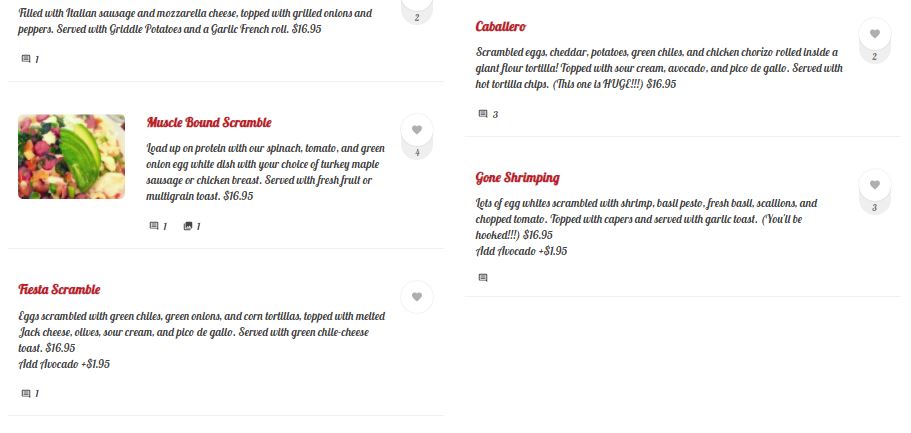 Filled with Italian sausage and mozzarella cheese, topped with grilled onions and
peppers. Served with Griddle Potatoes and a Garlic French roll. $16.95
2
1
Muscle Bound Scramble
Load up on protein with our spinach, tomato, and green
onion egg white dish with your choice of turkey maple
sausage or chicken breast. Served with fresh fruit or
multigrain toast. $16.95
4
1 1
Fiesta Scramble
Eggs scrambled with green chiles, green onions, and corn tortillas, topped with melted
Jack cheese, olives, sour cream, and pico de gallo. Served with green chile-cheese
toast. $16.95
Add Avocado +$1.95
1
Caballero
Scrambled eggs, cheddar, potatoes, green chiles, and chicken chorizo rolled inside a
giant flour tortilla! Topped with sour cream, avocado, and pico de gallo. Served with
hot tortilla chips. (This one is HUGE!!!) $16.95
2
3
Gone Shrimping
Lots of egg whites scrambled with shrimp, basil pesto, fresh basil, scallions, and
chopped tomato. Topped with capers and served with garlic toast. (You'll be
hooked!!!) $16.95
Add Avocado +$1.95
3